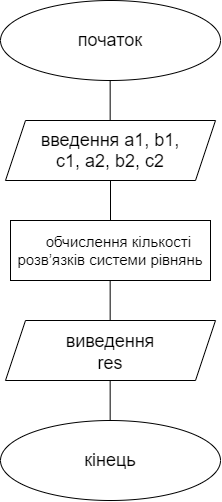 початок
введення a1, b1,
c1, a2, b2, c2
обчислення кількості
розв'язків системи рівнянь
виведення
res
кінець